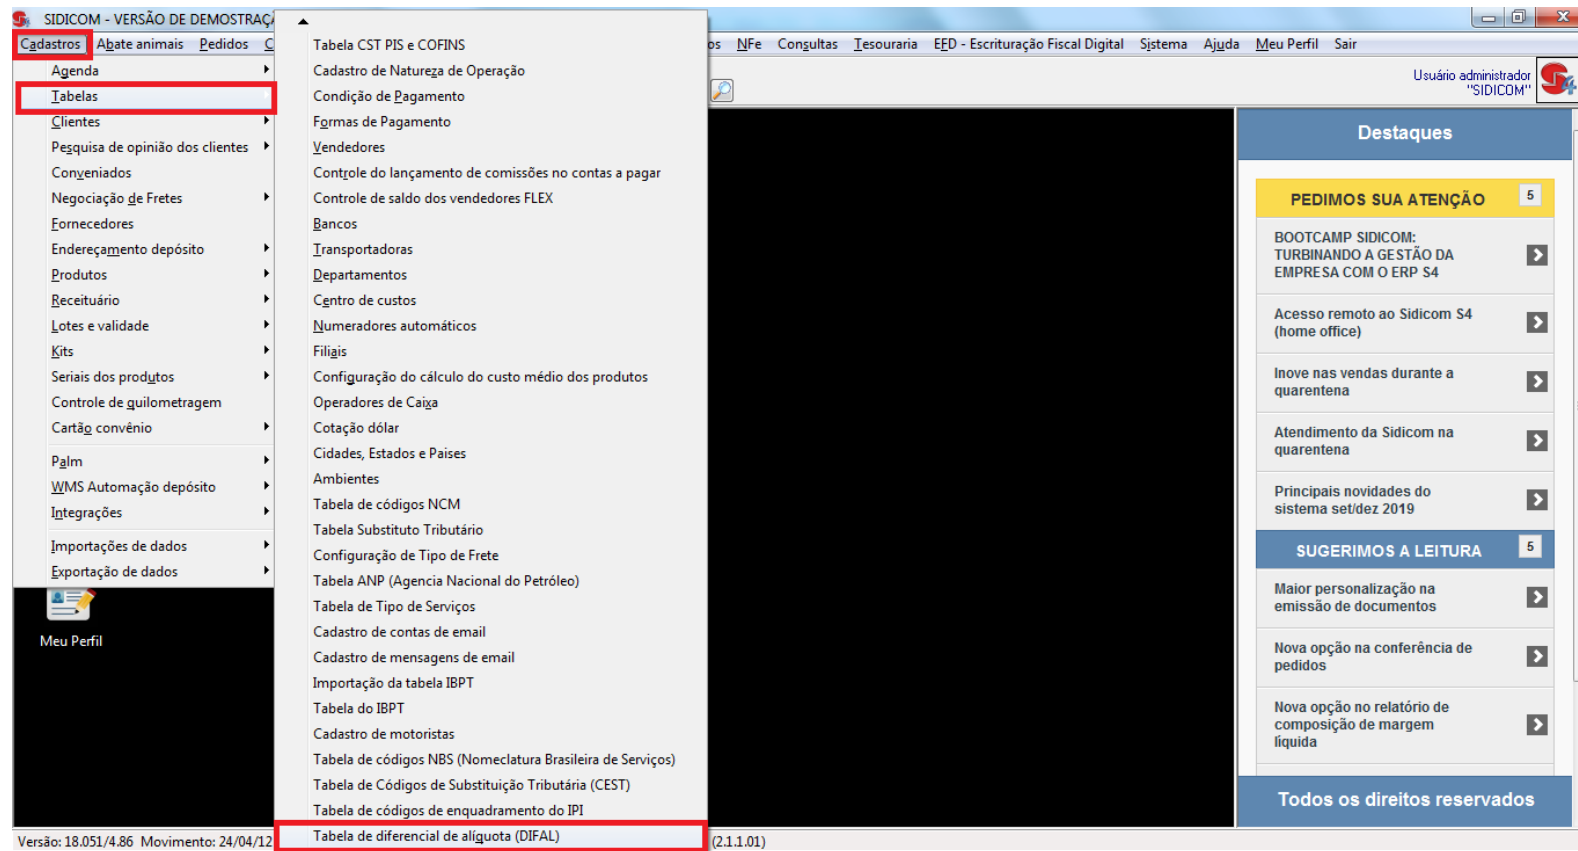 SIDICOM - VERSÃO DE DEMOSTRAÇ
Cadastros Abate animais Pedidos C os NFe Consultas Tesouraria EFD - Escrituração Fiscal Digital Sistema Ajuda Meu Perfil Sair
Usuário administrador
"SIDICOM"
Agenda
Tabelas
Clientes
Pesquisa de opinião dos clientes
Conveniados
Negociação de Fretes
Fornecedores
Endereçamento depósito
Produtos
Receituário
Lotes e validade
Kits
Seriais dos produtos
Controle de quilometragem
Cartão convênio
Palm
WMS Automação depósito
Integrações
Importações de dados
Exportação de dados
Meu Perfil
Tabela CST PIS e COFINS
Cadastro de Natureza de Operação
Condição de Pagamento
Formas de Pagamento
Vendedores
Controle do lançamento de comissões no contas a pagar
Controle de saldo dos vendedores FLEX
Bancos
Transportadoras
Departamentos
Centro de custos
Numeradores automáticos
Filiais
Configuração do cálculo do custo médio dos produtos
Operadores de Caixa
Cotação dólar
Cidades, Estados e Paises
Ambientes
Tabela de códigos NCM
Tabela Substituto Tributário
Configuração de Tipo de Frete
Tabela ANP (Agencia Nacional do Petróleo)
Tabela de Tipo de Serviços
Cadastro de contas de email
Cadastro de mensagens de email
Importação da tabela IBPT
Tabela do IBPT
Cadastro de motoristas
Tabela de códigos NBS (Nomeclatura Brasileira de Serviços)
Tabela de Códigos de Substituição Tributária (CEST)
Tabela de códigos de enquadramento do IPI
Tabela de diferencial de alíquota (DIFAL)
Destaques
PEDIMOS SUA ATENÇÃO 5
BOOTCAMP SIDICOM:
TURBINANDO A GESTÃO DA
EMPRESA COM O ERP S4
Acesso remoto ao Sidicom S4
(home office)
Inove nas vendas durante a
quarentena
Atendimento da Sidicom na
quarentena
Principais novidades do
sistema set/dez 2019
SUGERIMOS A LEITURA 5
Maior personalização na
emissão de documentos
Nova opção na conferência de
pedidos
Nova opção no relatório de
composição de margem
líquida
Todos os direitos reservados
Versão: 18.051/4.86 Movimento: 24/04/12 (2.1.1.01)